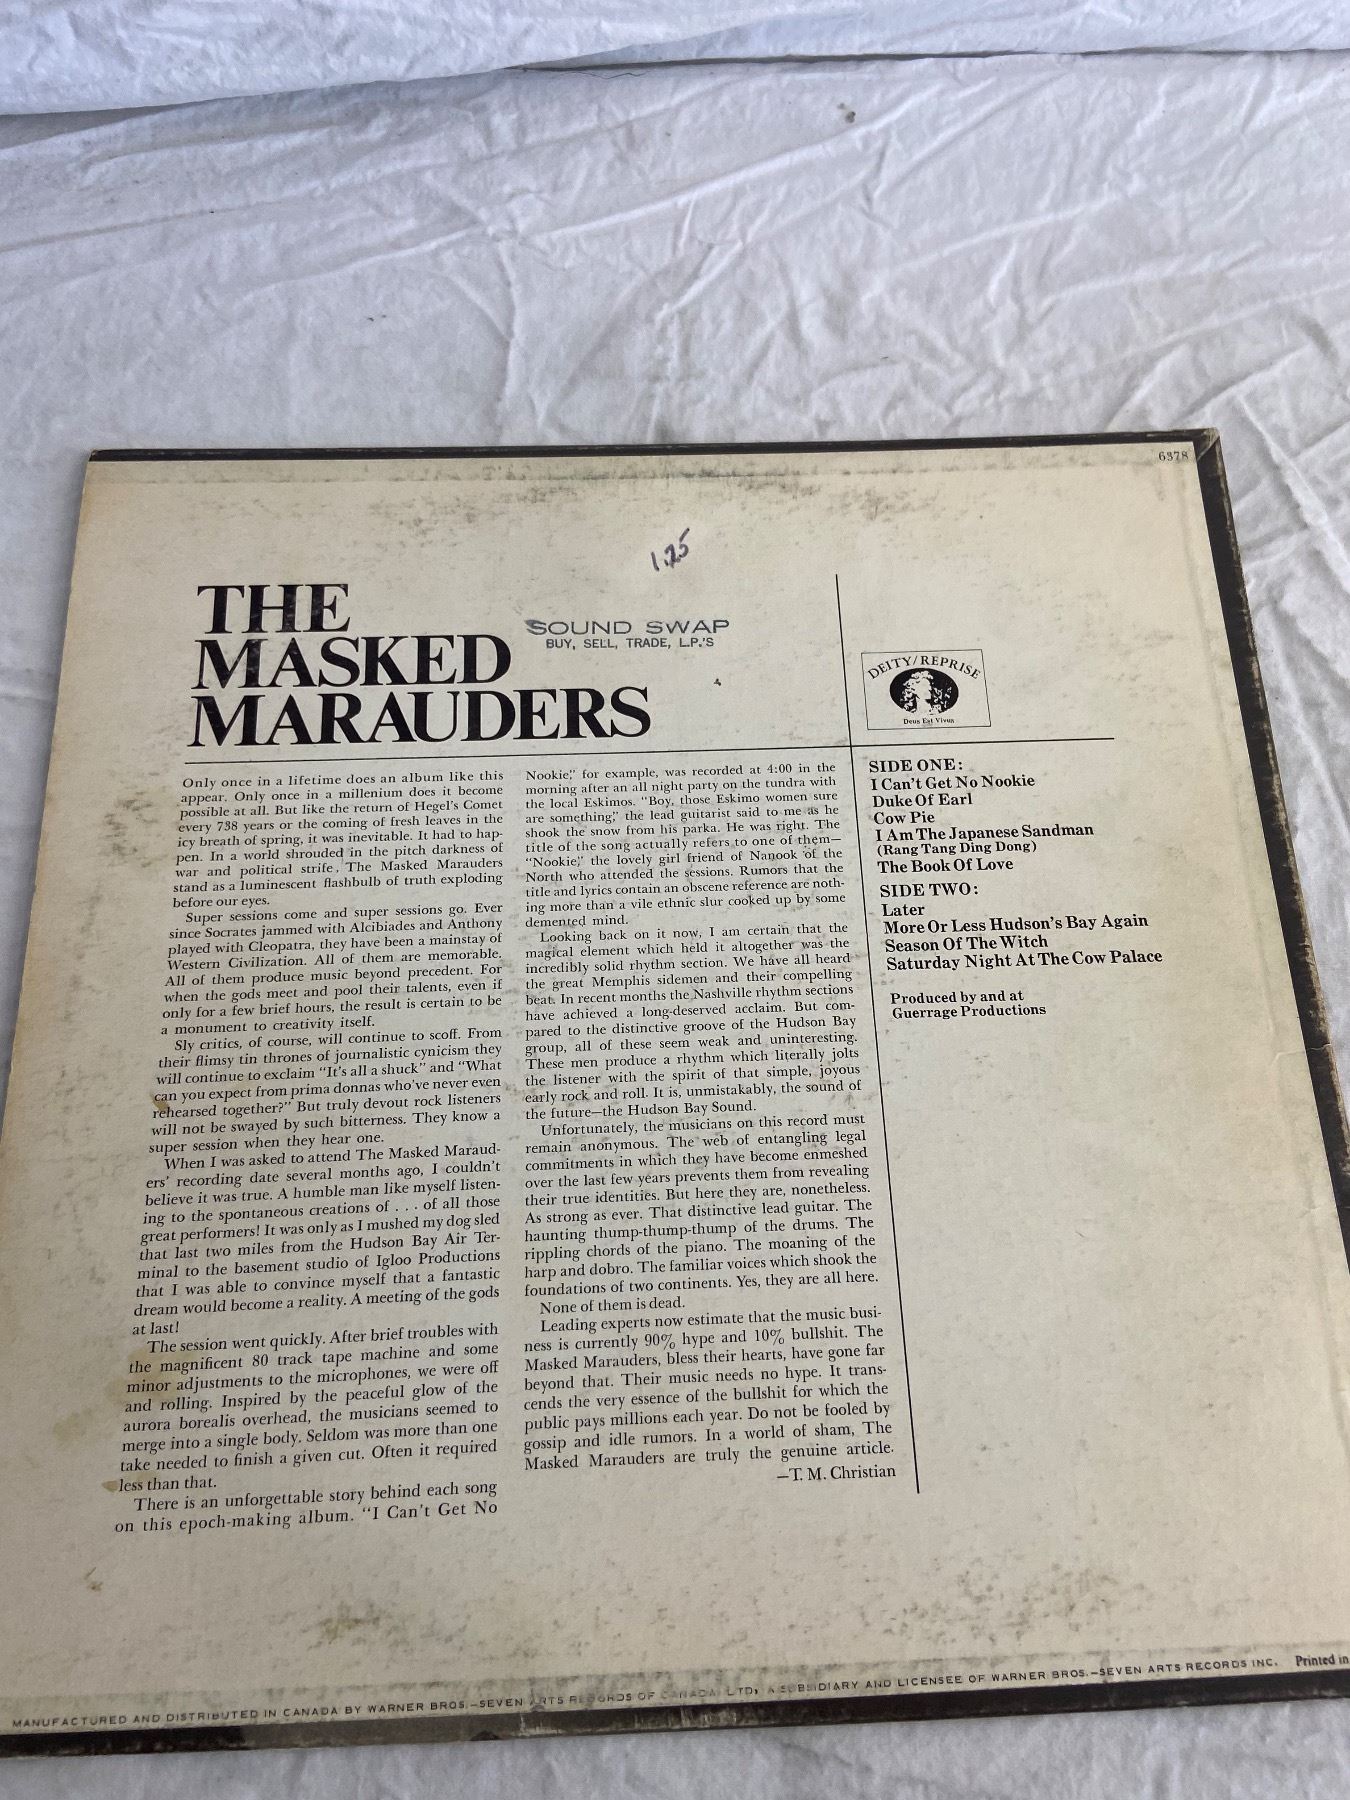 6378
1.25
THE
MASKED
MARAUDERS
SOUND SWAP
BUY, SELL, TRADE, L.P.'S
DEITY/REPRISE
Deus Est Vivus
Only once in a lifetime does an album like this
appear. Only once in a millenium does it become
possible at all. But like the return of Hegel's Comet
every 738 years or the coming of fresh leaves in the
icy breath of spring, it was inevitable. It had to hap-
pen. In a world shrouded in the pitch darkness of
war and political strife, The Masked Marauders
stand as a luminescent flashbulb of truth exploding
before our eyes.
Super sessions come and super sessions go. Ever
since Socrates jammed with Alcibiades and Anthony
played with Cleopatra, they have been a mainstay of
Western Civilization. All of them are memorable.
All of them produce music beyond precedent. For
when the gods meet and pool their talents, even if
only for a few brief hours, the result is certain to be
a monument to creativity itself.
Sly critics, of course, will continue to scoff. From
their flimsy tin thrones of journalistic cynicism they
will continue to exclaim "It's all a shuck" and "What
can you expect from prima donnas who've never even
rehearsed together?" But truly devout rock listeners
will not be swayed by such bitterness. They know a
super session when they hear one.
When I was asked to attend The Masked Maraud-
ers' recording date several months ago, I couldn't
believe it was true. A humble man like myself listen-
ing to the spontaneous creations of . . . of all those
great performers! It was only as I mushed my dog sled
that last two miles from the Hudson Bay Air Ter-
minal to the basement studio of Igloo Productions
that I was able to convince myself that a fantastic
dream would become a reality. A meeting of the gods
at last!
The session went quickly. After brief troubles with
the magnificent 80 track tape machine and some
minor adjustments to the microphones, we were off
and rolling. Inspired by the peaceful glow of the
aurora borealis overhead, the musicians seemed to
merge into a single body. Seldom was more than one
take needed to finish a given cut. Often it required
less than that.
There is an unforgettable story behind each song
on this epoch-making album. "I Can't Get No
Nookie," for example, was recorded at 4:00 in the
morning after an all night party on the tundra with
the local Eskimos. "Boy, those Eskimo women sure
are something," the lead guitarist said to me as he
shook the snow from his parka. He was right. The
title of the song actually refers to one of them—
"Nookie," the lovely girl friend of Nanook of the
North who attended the sessions. Rumors that the
title and lyrics contain an obscene reference are noth-
ing more than a vile ethnic slur cooked up by some
demented mind.
Looking back on it now, I am certain that the
magical element which held it altogether was the
incredibly solid rhythm section. We have all heard
the great Memphis sidemen and their compelling
beat. In recent months the Nashville rhythm sections
have achieved a long-deserved acclaim. But com-
pared to the distinctive groove of the Hudson Bay
group, all of these seem weak and uninteresting.
These men produce a rhythm which literally jolts
the listener with the spirit of that simple, joyous
early rock and roll. It is, unmistakably, the sound of
the future—the Hudson Bay Sound.
Unfortunately, the musicians on this record must
remain anonymous. The web of entangling legal
commitments in which they have become enmeshed
over the last few years prevents them from revealing
their true identities. But here they are, nonetheless.
As strong as ever. That distinctive lead guitar. The
haunting thump-thump-thump of the drums. The
rippling chords of the piano. The moaning of the
harp and dobro. The familiar voices which shook the
foundations of two continents. Yes, they are all here.
None of them is dead.
Leading experts now estimate that the music busi-
ness is currently 90% hype and 10% bullshit. The
Masked Marauders, bless their hearts, have gone far
beyond that. Their music needs no hype. It trans-
cends the very essence of the bullshit for which the
public pays millions each year. Do not be fooled by
gossip and idle rumors. In a world of sham, The
Masked Marauders are truly the genuine article.
—T. M. Christian
SIDE ONE:
I Can't Get No Nookie
Duke Of Earl
Cow Pie
I Am The Japanese Sandman
(Rang Tang Ding Dong)
The Book Of Love
SIDE TWO:
Later
More Or Less Hudson's Bay Again
Season Of The Witch
Saturday Night At The Cow Palace
Produced by and at
Guerrage Productions
MANUFACTURED AND DISTRIBUTED IN CANADA BY WARNER BROS.-SEVEN ARTS RECORDS OF CANADA LTD, A SUBSIDIARY AND LICENSEE OF WARNER BROS.-SEVEN ARTS RECORDS INC. Printed in